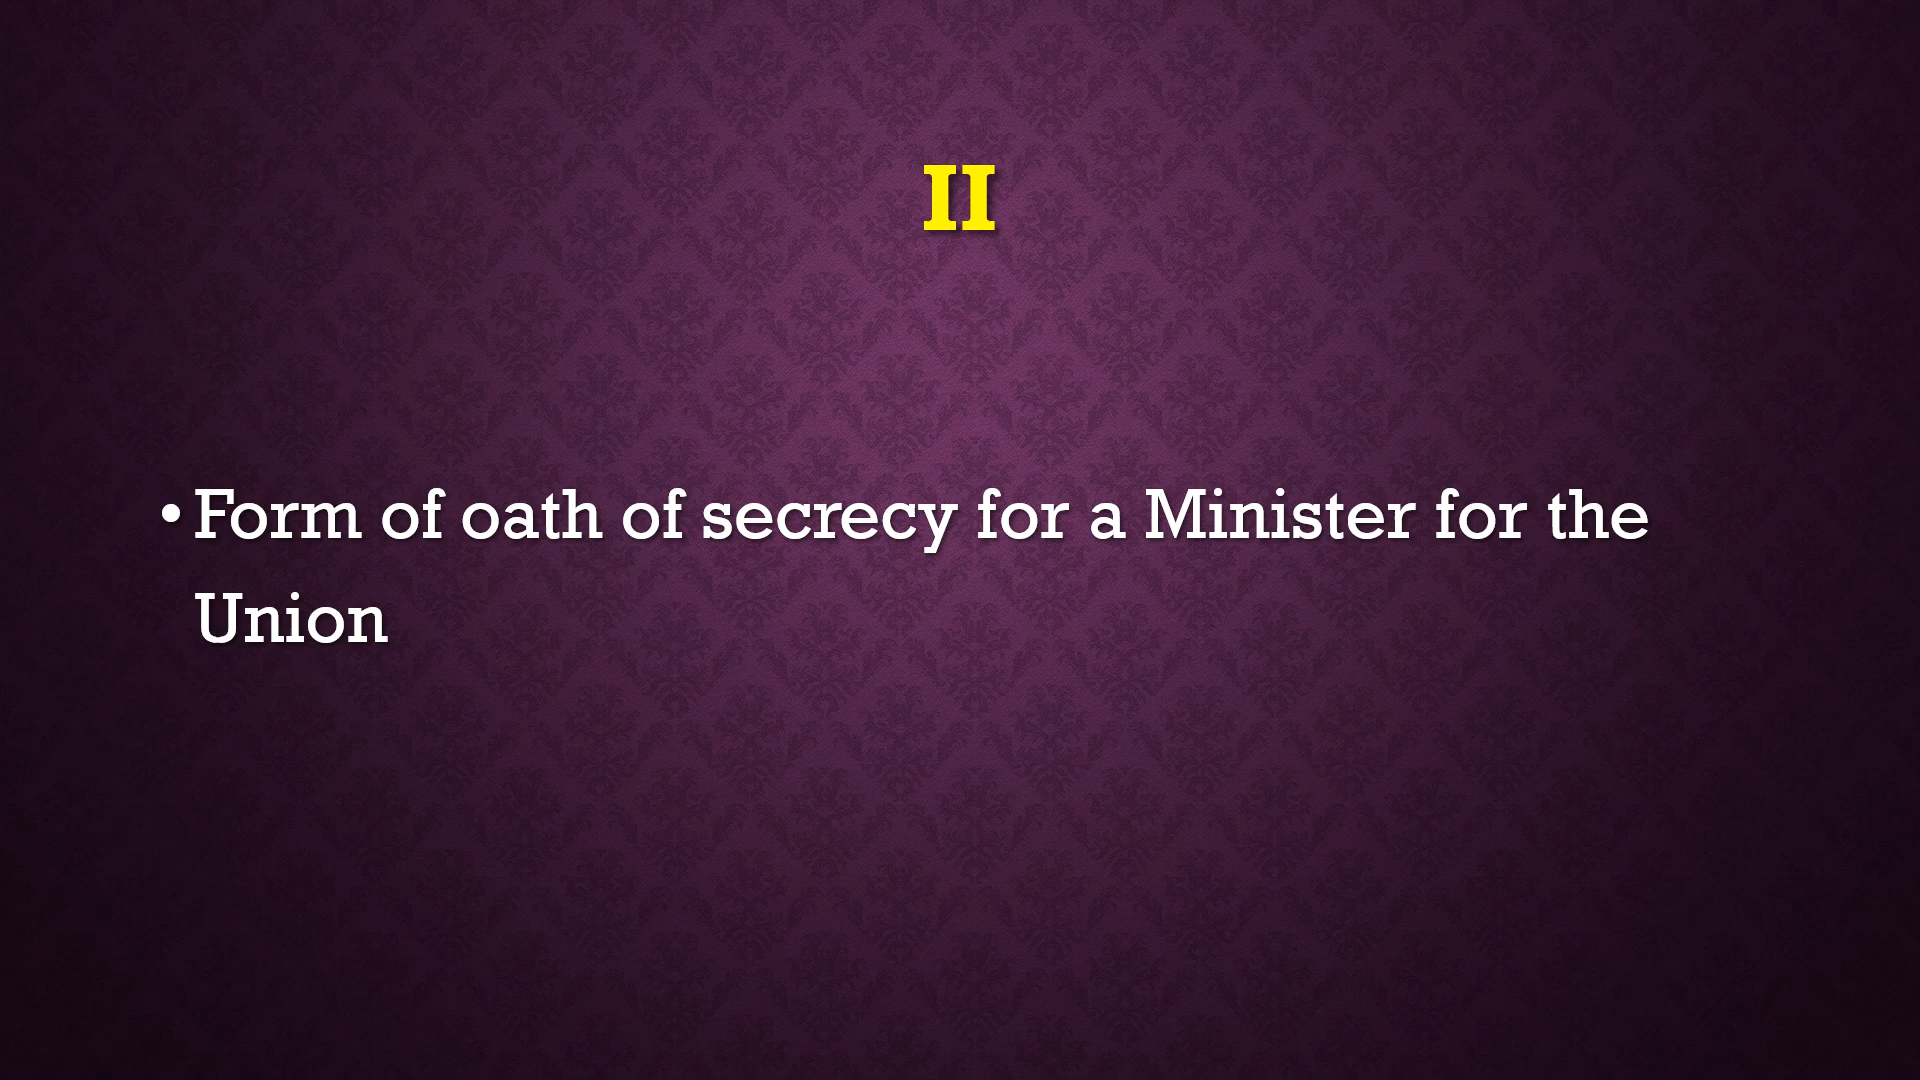 II
• Form of oath of secrecy for a Minister for the
Union